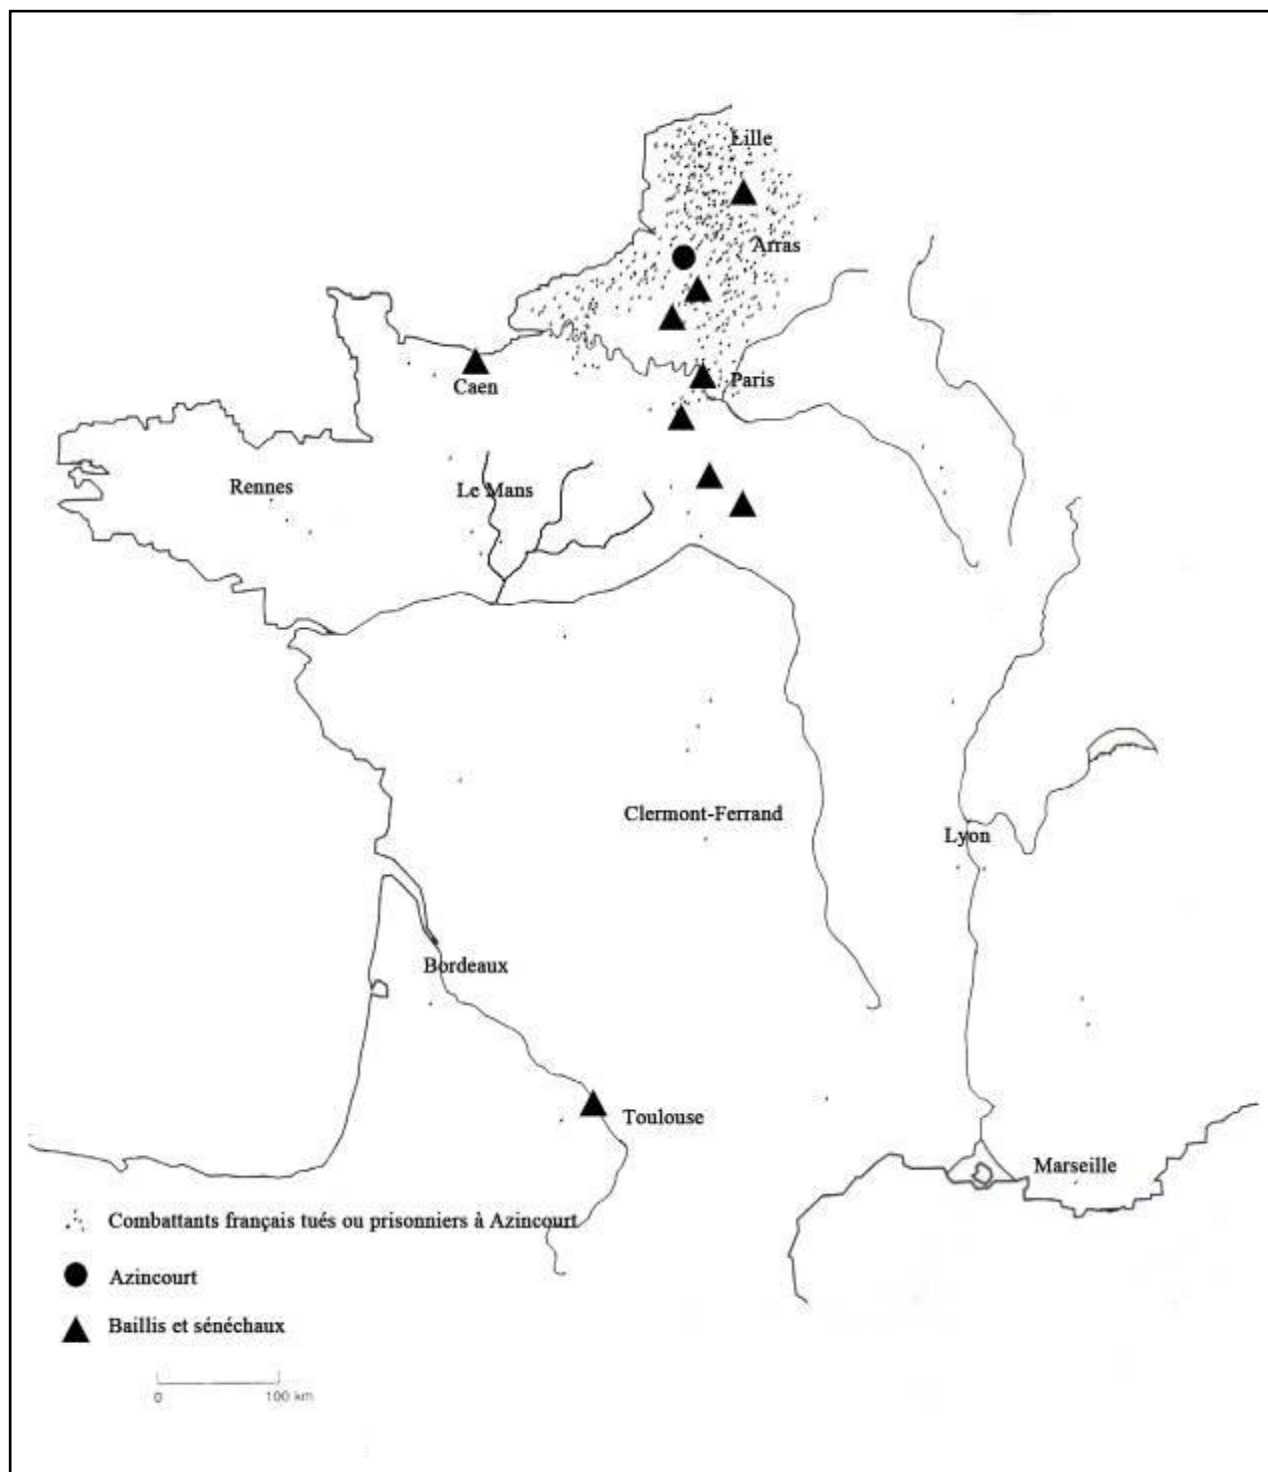 Lille
Arras
Paris
Caen
Rennes
Le Mans
Clermont-Ferrand
Lyon
Bordeaux
Toulouse
Marseille
Combattants français tués ou prisonniers à Azincourt
Azincourt
Baillis et sénéchaux
0 100 km